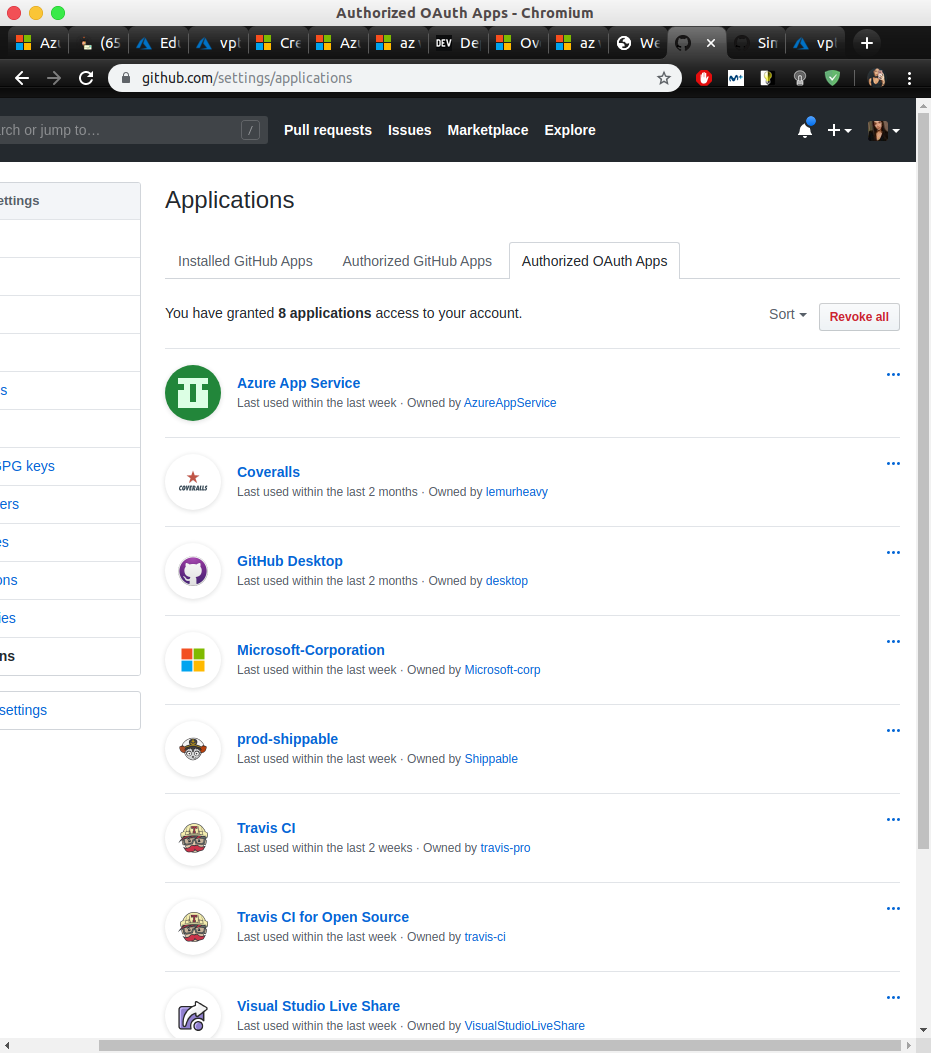 Authorized OAuth Apps - Chromium
Azu (65 Edu vpt Cre Azu az v DEV De Ov az v We Sin vpl
github.com/settings/applications
rch or jump to… / Pull requests Issues Marketplace Explore
ettings
Applications
Installed GitHub Apps Authorized GitHub Apps Authorized OAuth Apps
You have granted 8 applications access to your account. Sort Revoke all
Azure App Service
s
Last used within the last week · Owned by AzureAppService
GPG keys
Coveralls
COVERALLS
Last used within the last 2 months · Owned by lemurheavy
ers
es
GitHub Desktop
ons
Last used within the last 2 months · Owned by desktop
ies
Microsoft-Corporation
ns
Last used within the last week · Owned by Microsoft-corp
settings
prod-shippable
Last used within the last week · Owned by Shippable
Travis CI
Last used within the last 2 weeks · Owned by travis-pro
Travis CI for Open Source
Last used within the last week · Owned by travis-ci
Visual Studio Live Share
Last used within the last week · Owned by VisualStudioLiveShare